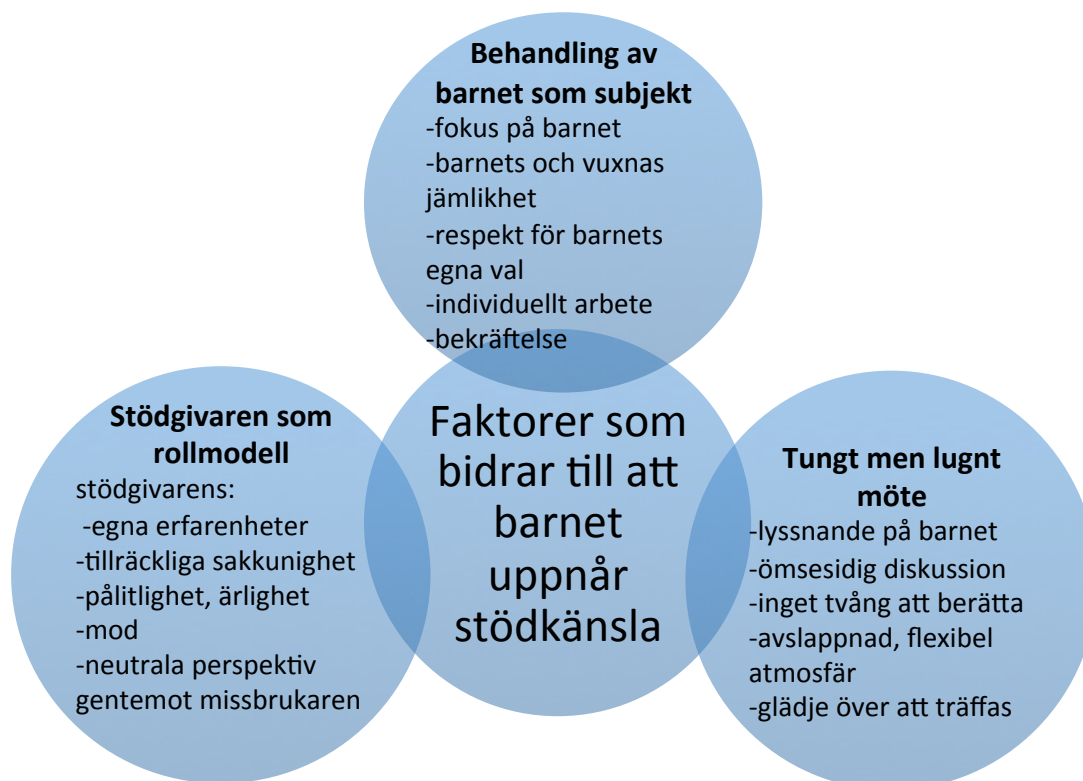 Behandling av
barnet som subjekt
-fokus på barnet
-barnets och vuxnas
jämlikhet
-respekt för barnets
egna val
-individuellt arbete
-bekräftelse
Stödgivaren som
rollmodell
stödgivarens:
-egna erfarenheter
-tillräckliga sakkunighet
-pålitlighet, ärlighet
-mod
-neutrala perspektiv
gentemot missbrukaren
Faktorer som
bidrar till att
barnet
uppnår
stödkänsla
Tungt men lugnt
möte
-lyssnande på barnet
-ömsesidig diskussion
-inget tvång att berätta
-avslappnad, flexibel
atmosfär
-glädje över att träffas